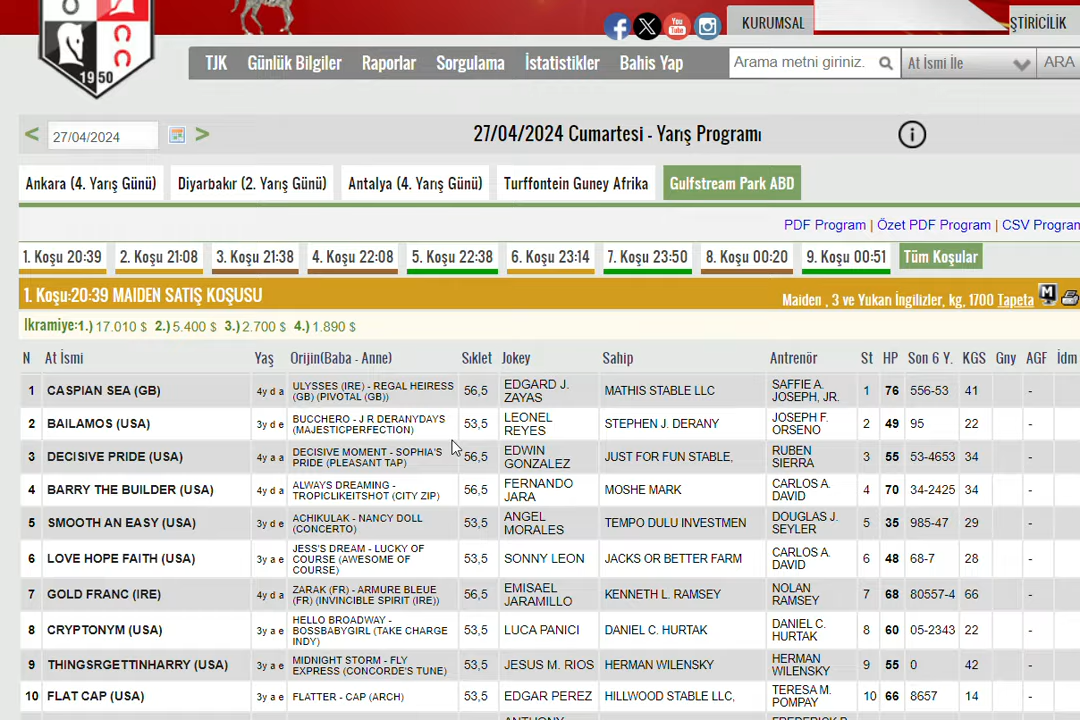 KURUMSAL ŞTİRİCİLİK
You Tube
C
C
1950
TJK Günlük Bilgiler Raporlar Sorgulama İstatistikler Bahis Yap Arama metni giriniz. At İsmi İle ARA
< 27/04/2024 > 27/04/2024 Cumartesi - Yarış Programı
Ankara (4. Yarış Günü) Diyarbakır (2. Yarış Günü) Antalya (4. Yarış Günü) Turffontein Guney Afrika Gulfstream Park ABD
PDF Program | Özet PDF Program | CSV Program
1. Koşu 20:39 2. Koşu 21:08 3. Koşu 21:38 4. Koşu 22:08 5. Koşu 22:38 6. Koşu 23:14 7. Koşu 23:50 8. Koşu 00:20 9. Koşu 00:51 Tüm Koşular
1. Koşu:20:39 MAIDEN SATIŞ KOŞUSU Maiden , 3 ve Yukarı İngilizler, kg, 1700 Tapeta M
Ikramiye:1.) 17.010 $ 2.) 5.400 $ 3.) 2.700 $ 4.) 1.890 $
N At İsmi Yaş Orijin(Baba - Anne) Sıklet Jokey Sahip Antrenör St HP Son 6 Y. KGS Gny AGF İdm
1 CASPIAN SEA (GB) 4y d a ULYSSES (IRE) - REGAL HEIRESS (GB) (PIVOTAL (GB)) 56,5 EDGARD J. ZAYAS MATHIS STABLE LLC SAFFIE A. JOSEPH, JR. 1 76 556-53 41 -
2 BAILAMOS (USA) 3y d e BUCCHERO - J R DERANYDAYS (MAJESTICPERFECTION) 53,5 LEONEL REYES STEPHEN J. DERANY JOSEPH F. ORSENO 2 49 95 22 -
3 DECISIVE PRIDE (USA) 4y a a DECISIVE MOMENT - SOPHIA'S PRIDE (PLEASANT TAP) 56,5 EDWIN GONZALEZ JUST FOR FUN STABLE, RUBEN SIERRA 3 55 53-4653 34 -
4 BARRY THE BUILDER (USA) 4y d a ALWAYS DREAMING - TROPICLIKEITSHOT (CITY ZIP) 56,5 FERNANDO JARA MOSHE MARK CARLOS A. DAVID 4 70 34-2425 34 -
5 SMOOTH AN EASY (USA) 3y d e ACHIKULAK - NANCY DOLL (CONCERTO) 53,5 ANGEL MORALES TEMPO DULU INVESTMEN DOUGLAS J. SEYLER 5 35 985-47 29 -
6 LOVE HOPE FAITH (USA) 3y a e JESS'S DREAM - LUCKY OF COURSE (AWESOME OF COURSE) 53,5 SONNY LEON JACKS OR BETTER FARM CARLOS A. DAVID 6 48 68-7 28 -
7 GOLD FRANC (IRE) 4y d a ZARAK (FR) - ARMURE BLEUE (FR) (INVINCIBLE SPIRIT (IRE)) 56,5 EMISAEL JARAMILLO KENNETH L. RAMSEY NOLAN RAMSEY 7 68 80557-4 66 -
8 CRYPTONYM (USA) 3y a e HELLO BROADWAY - BOSSBABYGIRL (TAKE CHARGE INDY) 53,5 LUCA PANICI DANIEL C. HURTAK DANIEL C. HURTAK 8 60 05-2343 22 -
9 THINGSRGETTINHARRY (USA) 3y a e MIDNIGHT STORM - FLY EXPRESS (CONCORDE'S TUNE) 53,5 JESUS M. RIOS HERMAN WILENSKY HERMAN WILENSKY 9 55 0 42 -
10 FLAT CAP (USA) 3y a e FLATTER - CAP (ARCH) 53,5 EDGAR PEREZ HILLWOOD STABLE LLC, TERESA M. POMPAY 10 66 8657 14 -